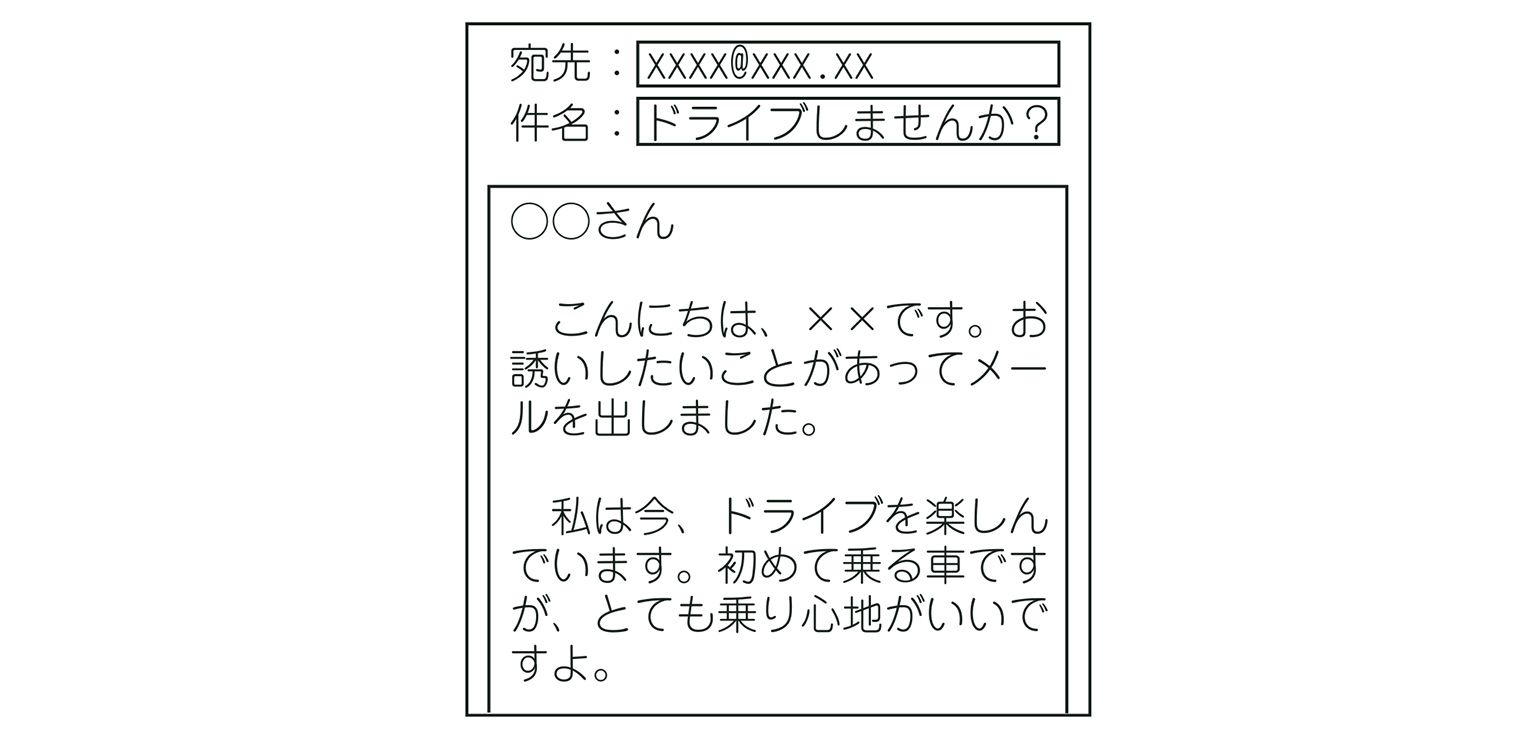 宛先：xxxx@xxx.xx
件名：ドライブしませんか？
○○さん
　こんにちは、××です。お
誘いしたいことがあってメー
ルを出しました。
　私は今、ドライブを楽しん
でいます。初めて乗る車です
が、とても乗り心地がいいで
すよ。